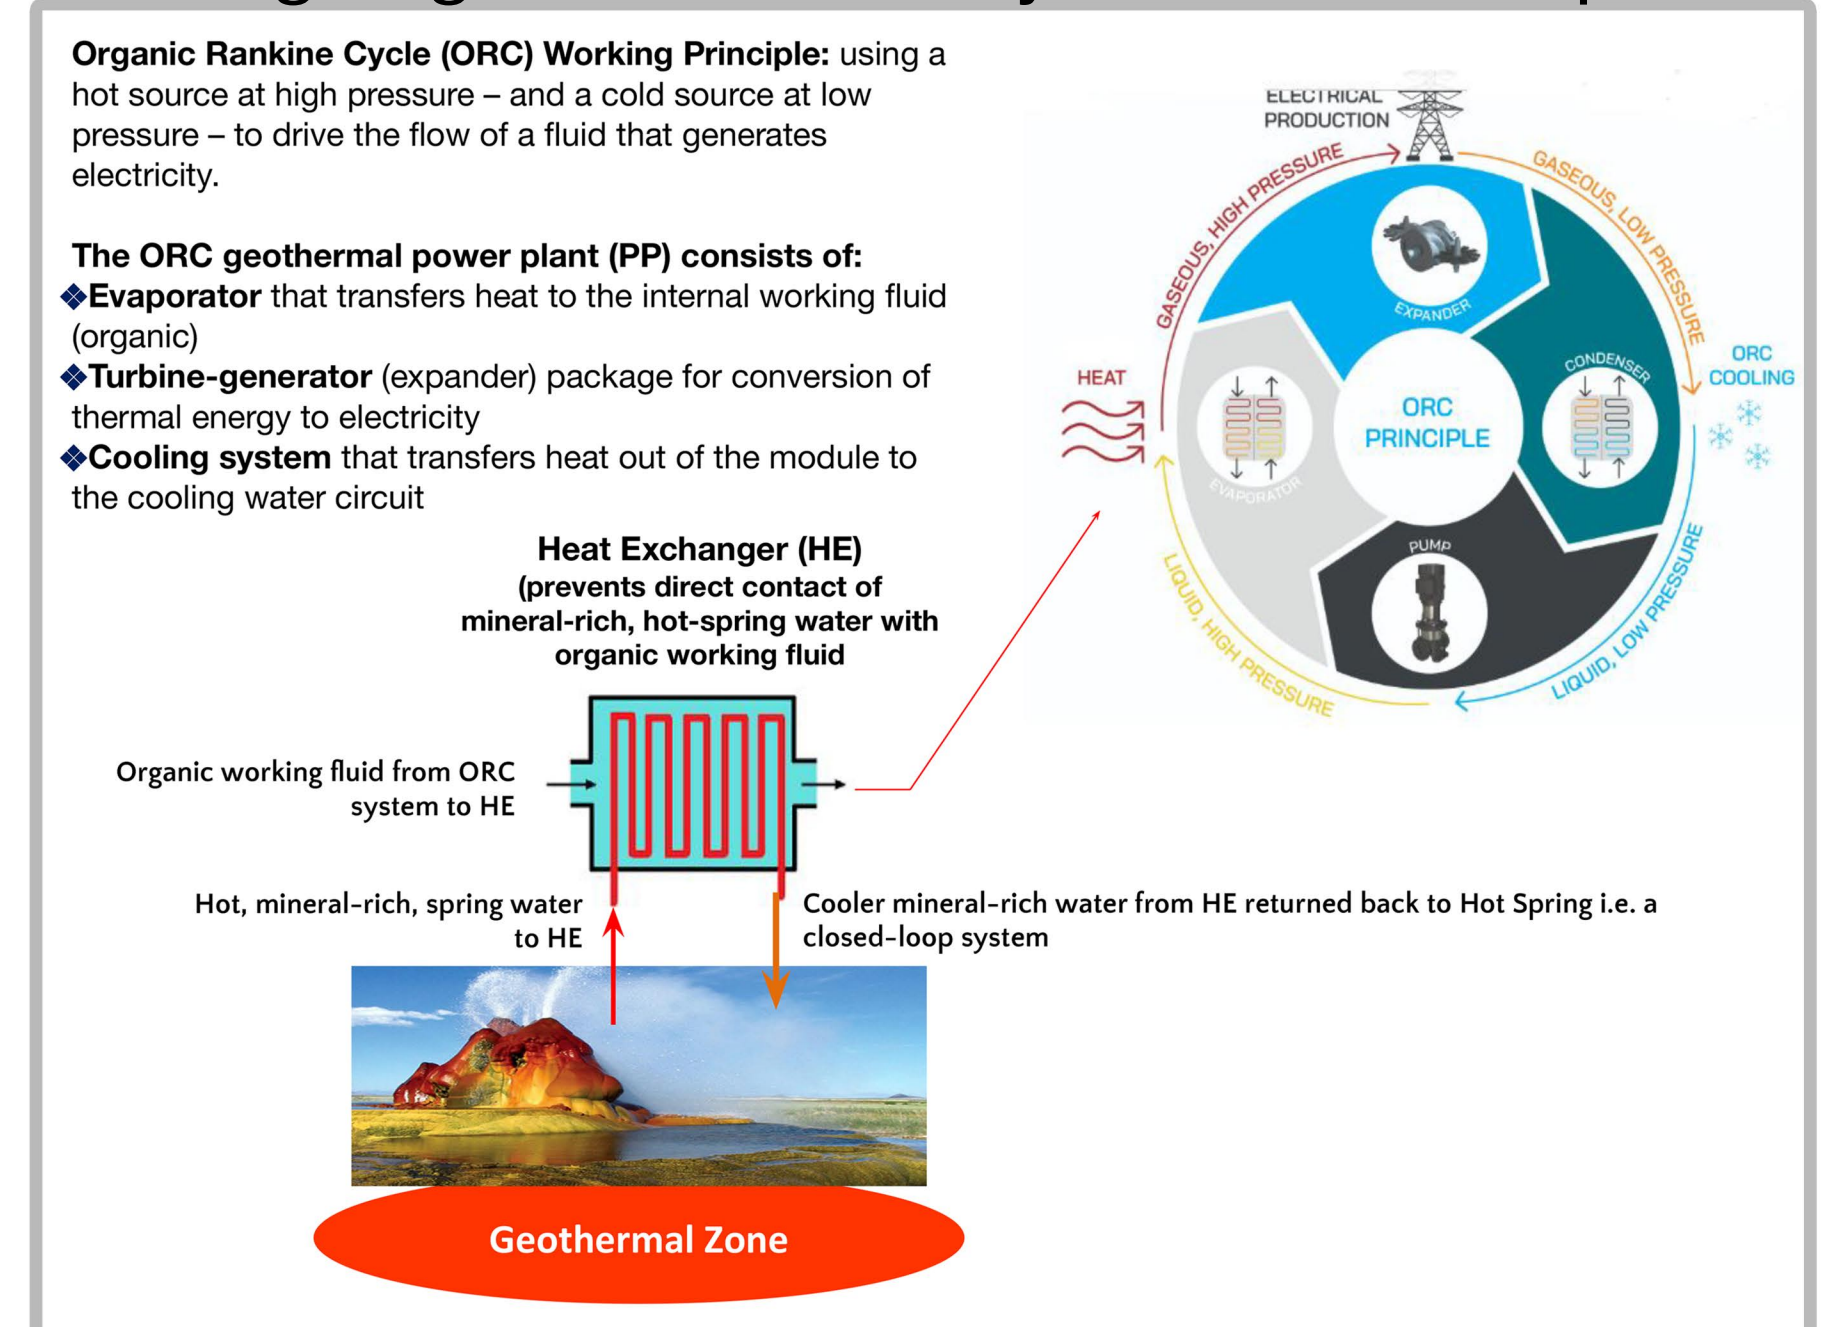 Organic Rankine Cycle (ORC) Working Principle: using a
hot source at high pressure – and a cold source at low
pressure – to drive the flow of a fluid that generates
electricity.
The ORC geothermal power plant (PP) consists of:
❖Evaporator that transfers heat to the internal working fluid
(organic)
❖Turbine-generator (expander) package for conversion of
thermal energy to electricity
❖Cooling system that transfers heat out of the module to
the cooling water circuit
ELECTRICAL
PRODUCTION
GASEOUS, HIGH PRESSURE
GASEOUS, LOW PRESSURE
EXPANDER
CONDENSER
ORC
COOLING
HEAT
ORC
PRINCIPLE
EVAPORATOR
PUMP
LIQUID, HIGH PRESSURE
LIQUID, LOW PRESSURE
Heat Exchanger (HE)
(prevents direct contact of
mineral-rich, hot-spring water with
organic working fluid
Organic working fluid from ORC
system to HE
Hot, mineral-rich, spring water
to HE
Cooler mineral-rich water from HE returned back to Hot Spring i.e. a
closed-loop system
Geothermal Zone